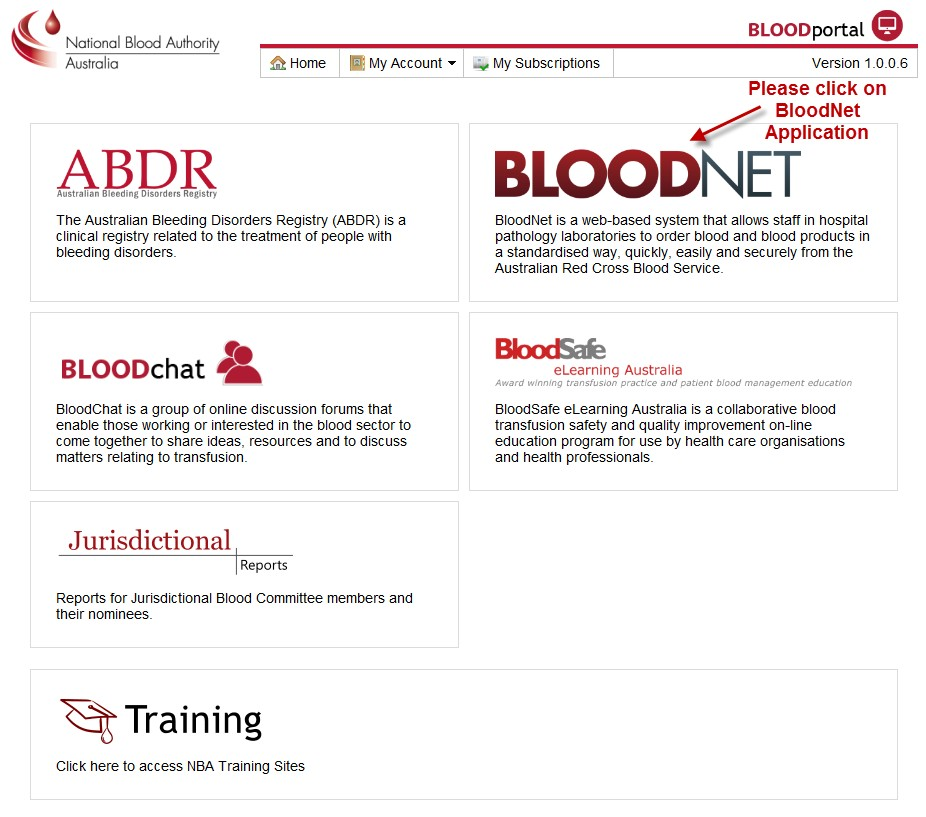 National Blood Authority
Australia
BLOODportal
Home
My Account
My Subscriptions
Version 1.0.0.6
Please click on
BloodNet
Application
ABDR
Australian Bleeding Disorders Registry
The Australian Bleeding Disorders Registry (ABDR) is a
clinical registry related to the treatment of people with
bleeding disorders.
BLOODNET
BloodNet is a web-based system that allows staff in hospital
pathology laboratories to order blood and blood products in
a standardised way, quickly, easily and securely from the
Australian Red Cross Blood Service.
BLOODchat
BloodChat is a group of online discussion forums that
enable those working or interested in the blood sector to
come together to share ideas, resources and to discuss
matters relating to transfusion.
BloodSafe
eLearning Australia
Award winning transfusion practice and patient blood management education
BloodSafe eLearning Australia is a collaborative blood
transfusion safety and quality improvement on-line
education program for use by health care organisations
and health professionals.
Jurisdictional
Reports
Reports for Jurisdictional Blood Committee members and
their nominees.
Training
Click here to access NBA Training Sites